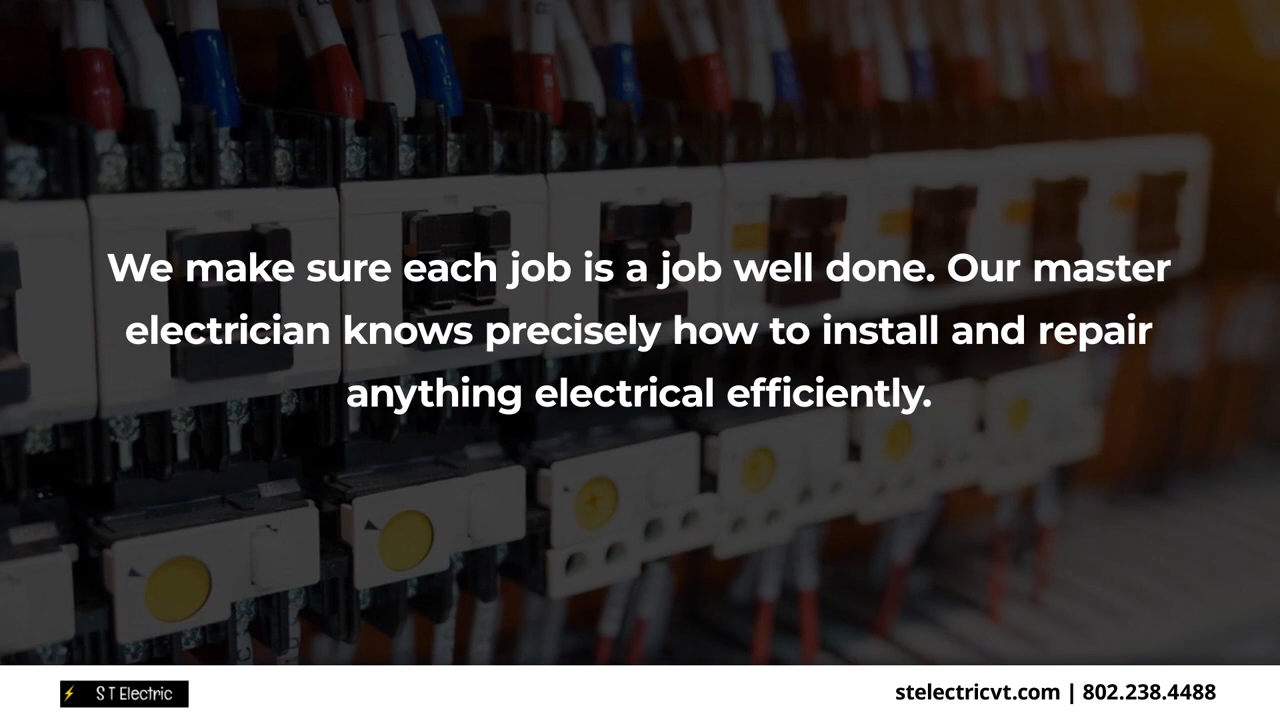 We make sure each job is a job well done. Our master
electrician knows precisely how to install and repair
anything electrical efficiently.
S T Electric
stelectricvt.com | 802.238.4488